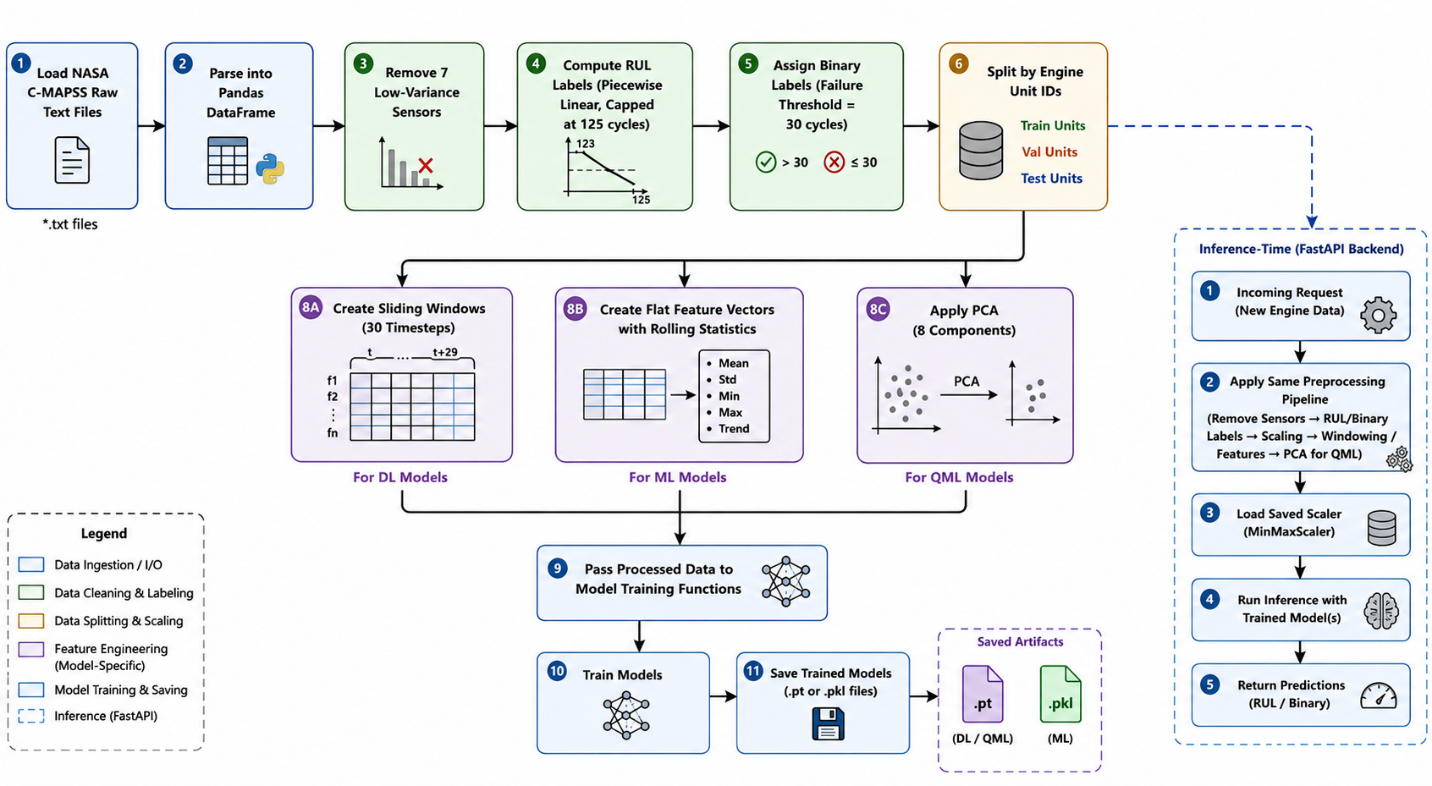 1
Load NASA
C-MAPSS Raw
Text Files
*.txt files
2
Parse into
Pandas
DataFrame
3
Remove 7
Low-Variance
Sensors
4
Compute RUL
Labels (Piecewise
Linear, Capped
at 125 cycles)
123
125
5
Assign Binary
Labels (Failure
Threshold =
30 cycles)
> 30
≤ 30
6
Split by Engine
Unit IDs
Train Units
Val Units
Test Units
8A
Create Sliding Windows
(30 Timesteps)
t ... t+29
f1
f2
⋮
fn
For DL Models
8B
Create Flat Feature Vectors
with Rolling Statistics
• Mean
• Std
• Min
• Max
• Trend
For ML Models
8C
Apply PCA
(8 Components)
PCA
For QML Models
9
Pass Processed Data to
Model Training Functions
10
Train Models
11
Save Trained Models
(.pt or .pkl files)
Saved Artifacts
.pt
(DL / QML)
.pkl
(ML)
Legend
Data Ingestion / I/O
Data Cleaning & Labeling
Data Splitting & Scaling
Feature Engineering
(Model-Specific)
Model Training & Saving
Inference (FastAPI)
Inference-Time (FastAPI Backend)
1
Incoming Request
(New Engine Data)
2
Apply Same Preprocessing
Pipeline
(Remove Sensors → RUL/Binary
Labels → Scaling → Windowing /
Features → PCA for QML)
3
Load Saved Scaler
(MinMaxScaler)
4
Run Inference with
Trained Model(s)
5
Return Predictions
(RUL / Binary)